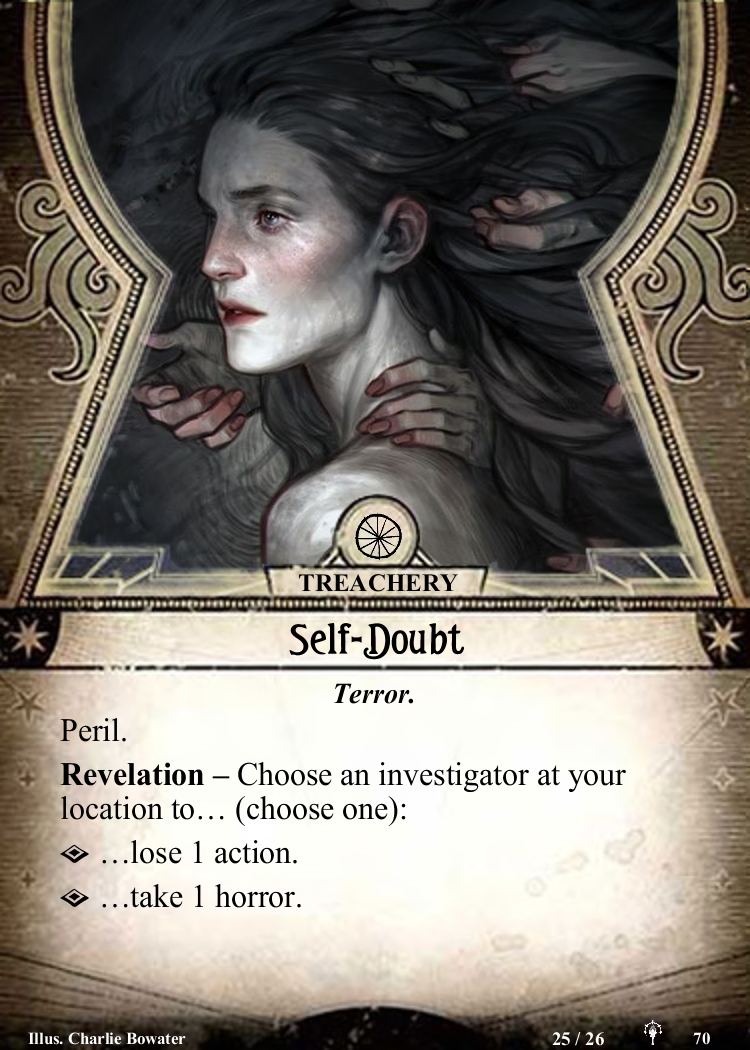 TREACHERY
Self-Doubt
Terror.
Peril.
Revelation – Choose an investigator at your
location to… (choose one):
…lose 1 action.
…take 1 horror.
Illus. Charlie Bowater
25 / 26
70